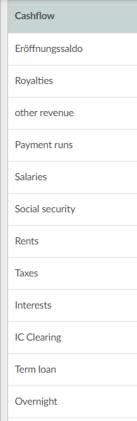 Cashflow
Eröffnungssaldo
Royalties
other revenue
Payment runs
Salaries
Social security
Rents
Taxes
Interests
IC Clearing
Term loan
Overnight